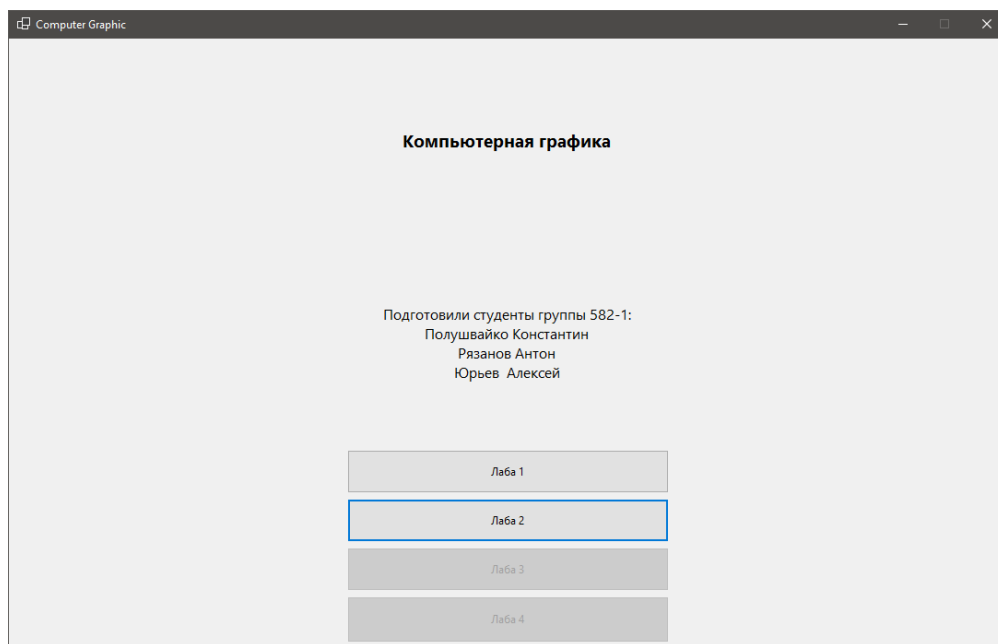 Computer Graphic
Компьютерная графика
Подготовили студенты группы 582-1:
Полушвайко Константин
Рязанов Антон
Юрьев  Алексей
Лаба 1
Лаба 2
Лаба 3
Лаба 4